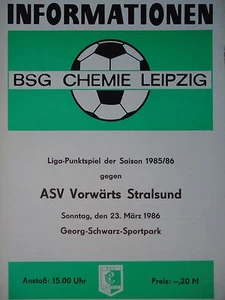 INFORMATIONEN
BSG CHEMIE LEIPZIG
Liga-Punktspiel der Saison 1985/86
gegen
ASV Vorwärts Stralsund
Sonntag, den 23. März 1986
Georg-Schwarz-Sportpark
Anstoß: 15.00 Uhr
Preis: –,20 M